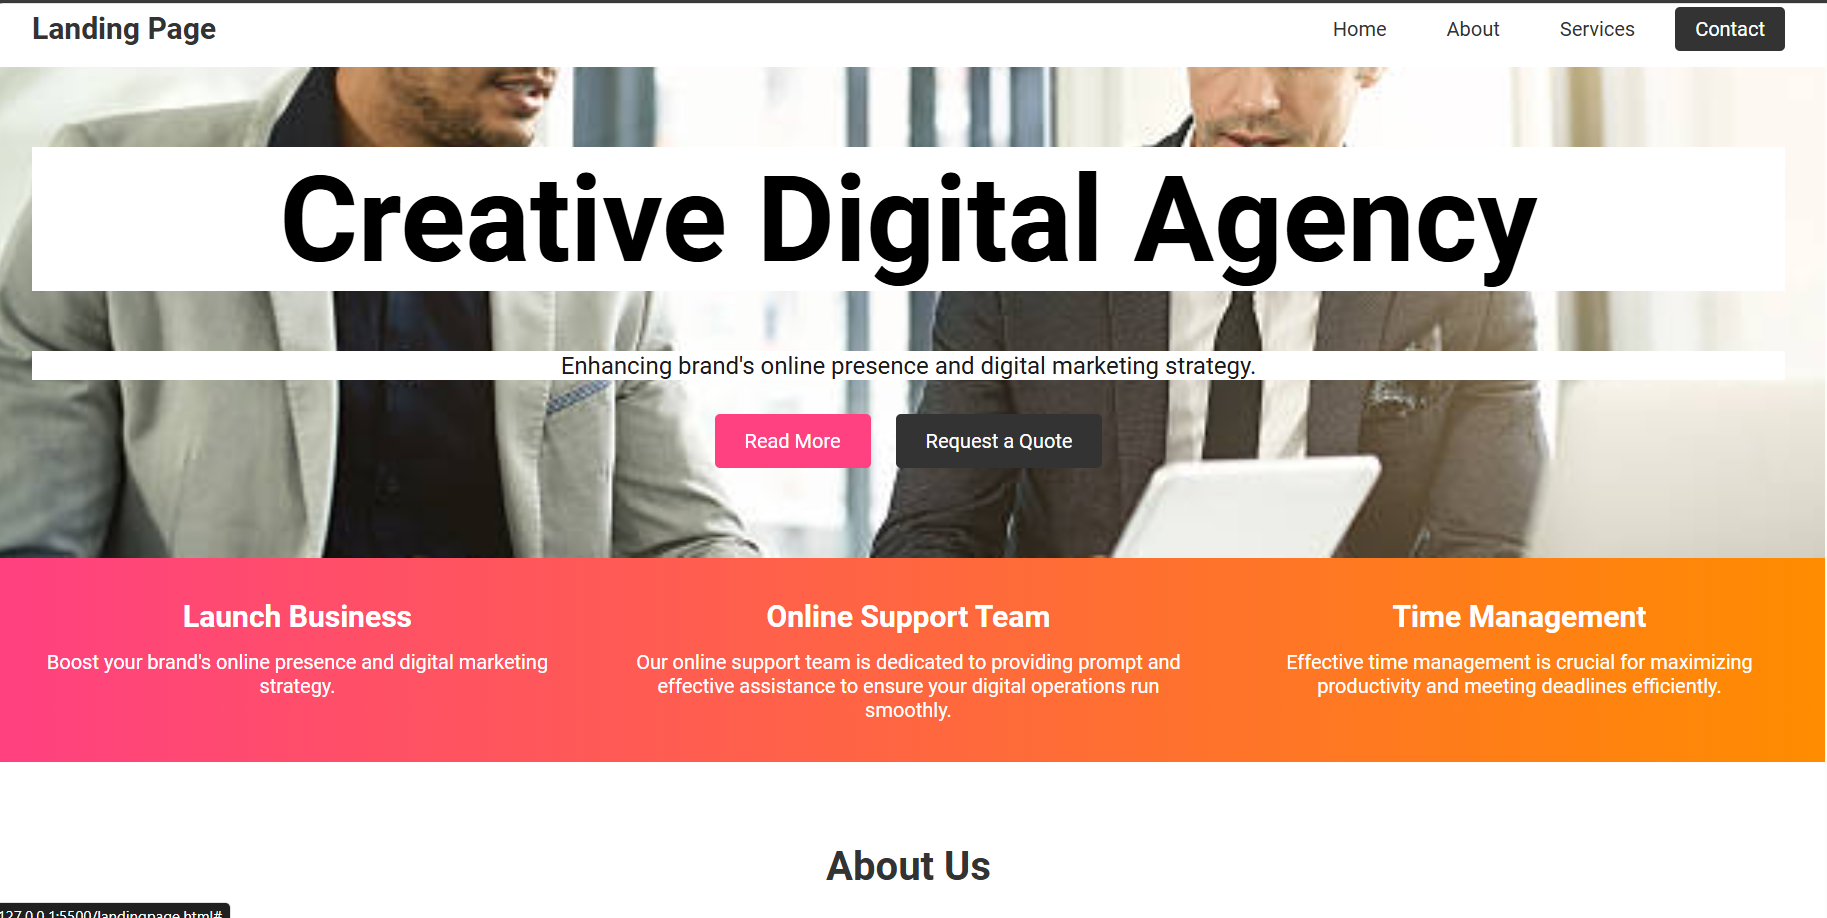 Landing Page
Home About Services Contact
Creative Digital Agency
Enhancing brand's online presence and digital marketing strategy.
Read More Request a Quote
Launch Business
Boost your brand's online presence and digital marketing
strategy.
Online Support Team
Our online support team is dedicated to providing prompt and
effective assistance to ensure your digital operations run
smoothly.
Time Management
Effective time management is crucial for maximizing
productivity and meeting deadlines efficiently.
About Us
127.0.0.1:5500/landingpage.html#